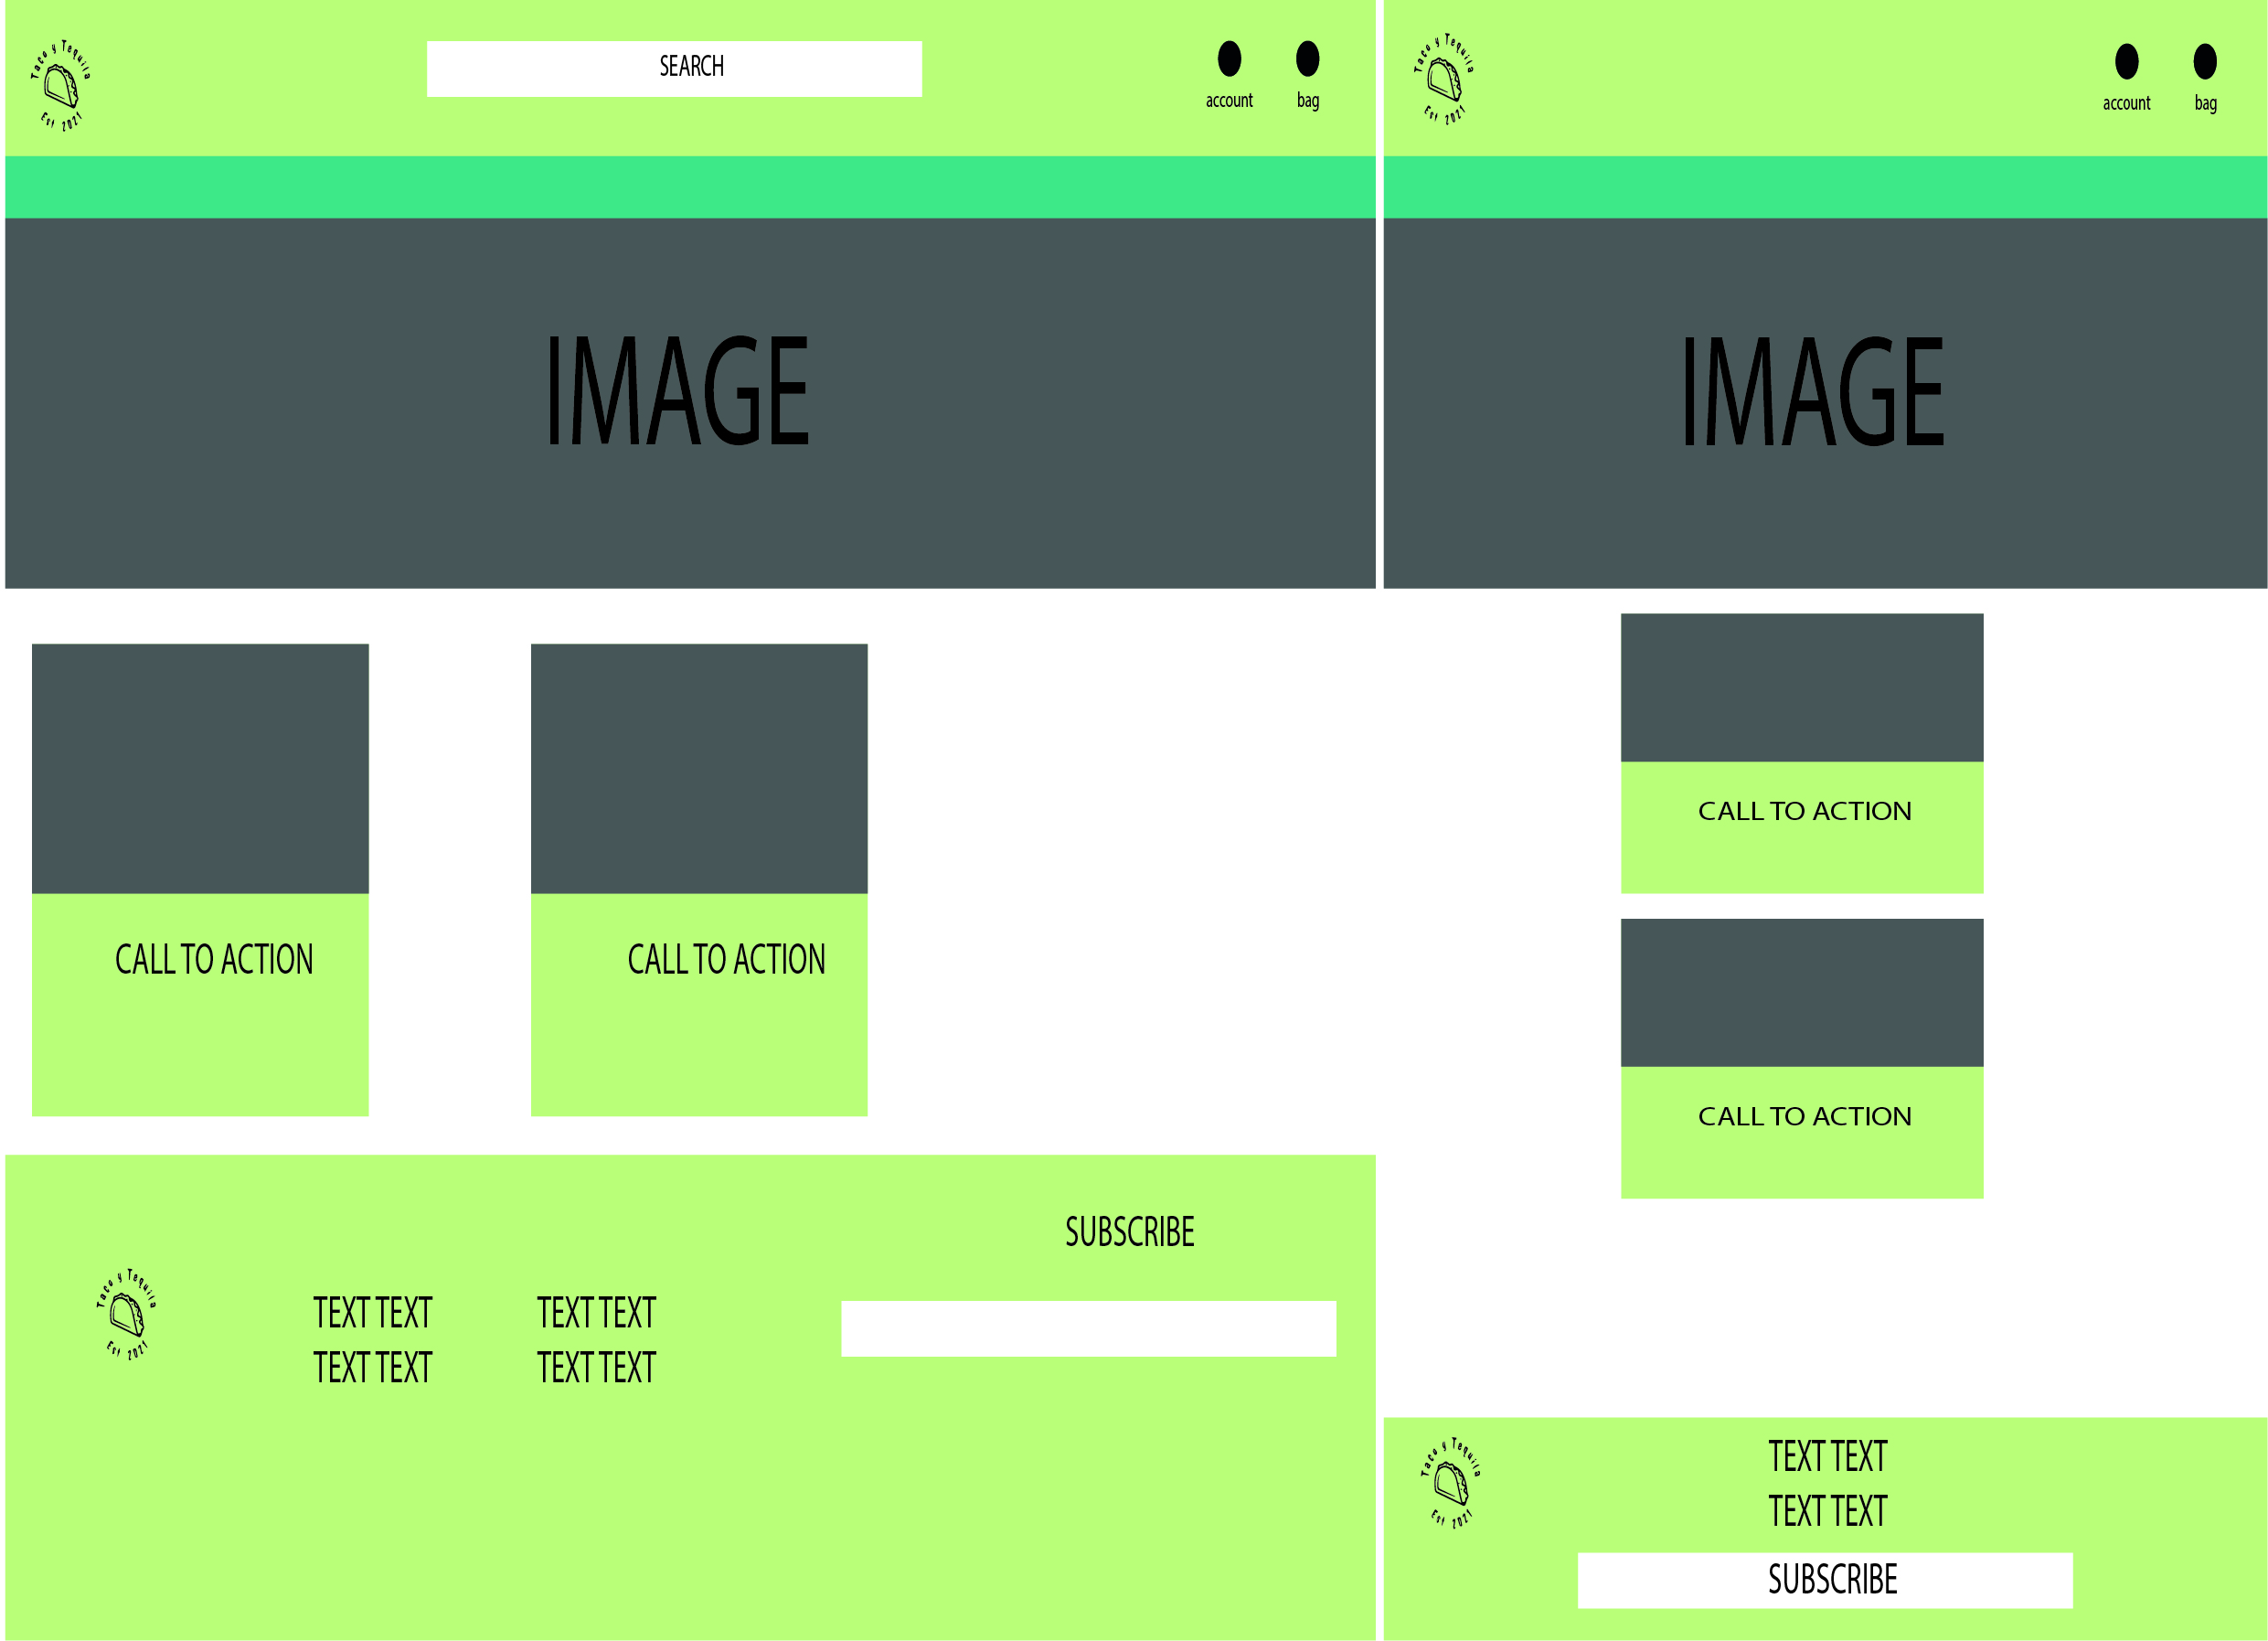 Taco y Tequila
Est 2021
SEARCH
account
bag
IMAGE
CALL TO ACTION
CALL TO ACTION
SUBSCRIBE
Taco y Tequila
Est 2021
TEXT TEXT
TEXT TEXT
TEXT TEXT
TEXT TEXT
Taco y Tequila
Est 2021
account
bag
IMAGE
CALL TO ACTION
CALL TO ACTION
Taco y Tequila
Est 2021
TEXT TEXT
TEXT TEXT
SUBSCRIBE